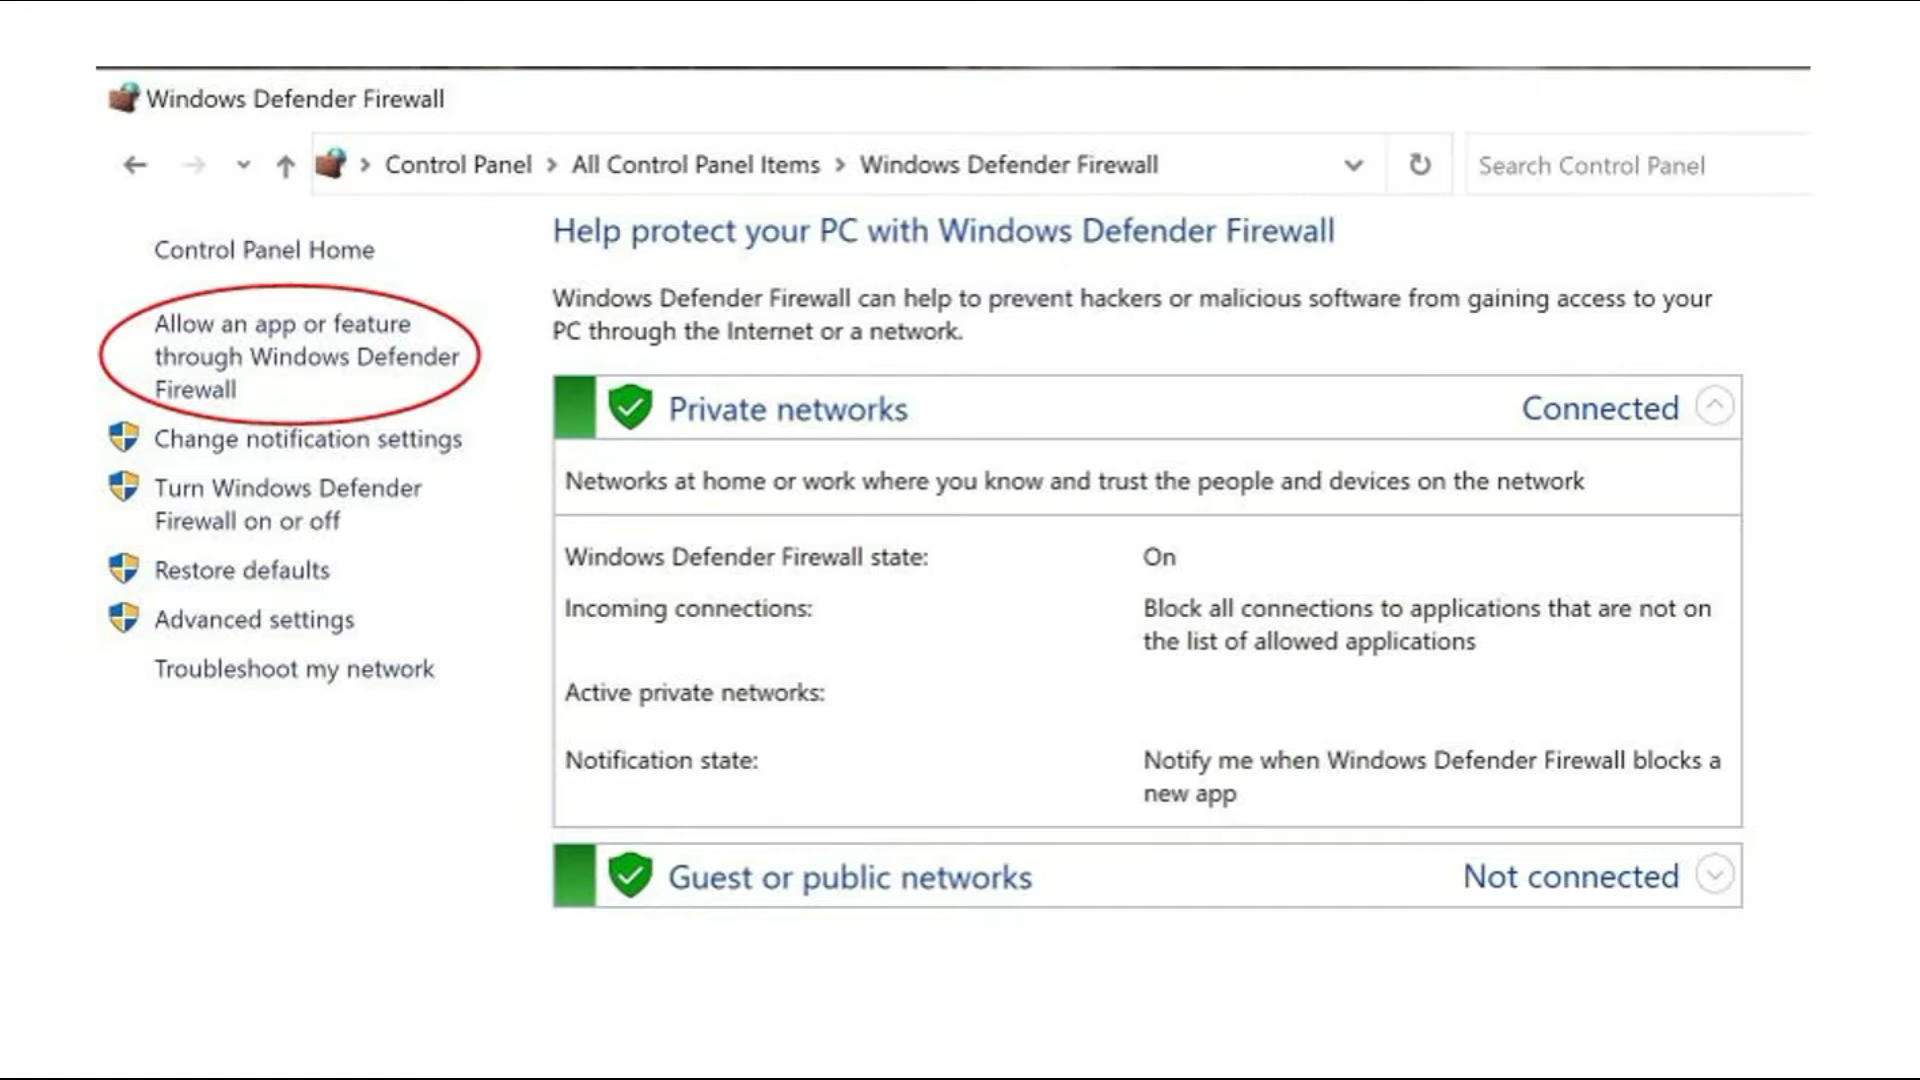 Windows Defender Firewall
Control Panel > All Control Panel Items > Windows Defender Firewall
Search Control Panel
Control Panel Home
Allow an app or feature
through Windows Defender
Firewall
Change notification settings
Turn Windows Defender
Firewall on or off
Restore defaults
Advanced settings
Troubleshoot my network
Help protect your PC with Windows Defender Firewall
Windows Defender Firewall can help to prevent hackers or malicious software from gaining access to your
PC through the Internet or a network.
Private networks
Connected
Networks at home or work where you know and trust the people and devices on the network
Windows Defender Firewall state:
On
Incoming connections:
Block all connections to applications that are not on
the list of allowed applications
Active private networks:
Notification state:
Notify me when Windows Defender Firewall blocks a
new app
Guest or public networks
Not connected